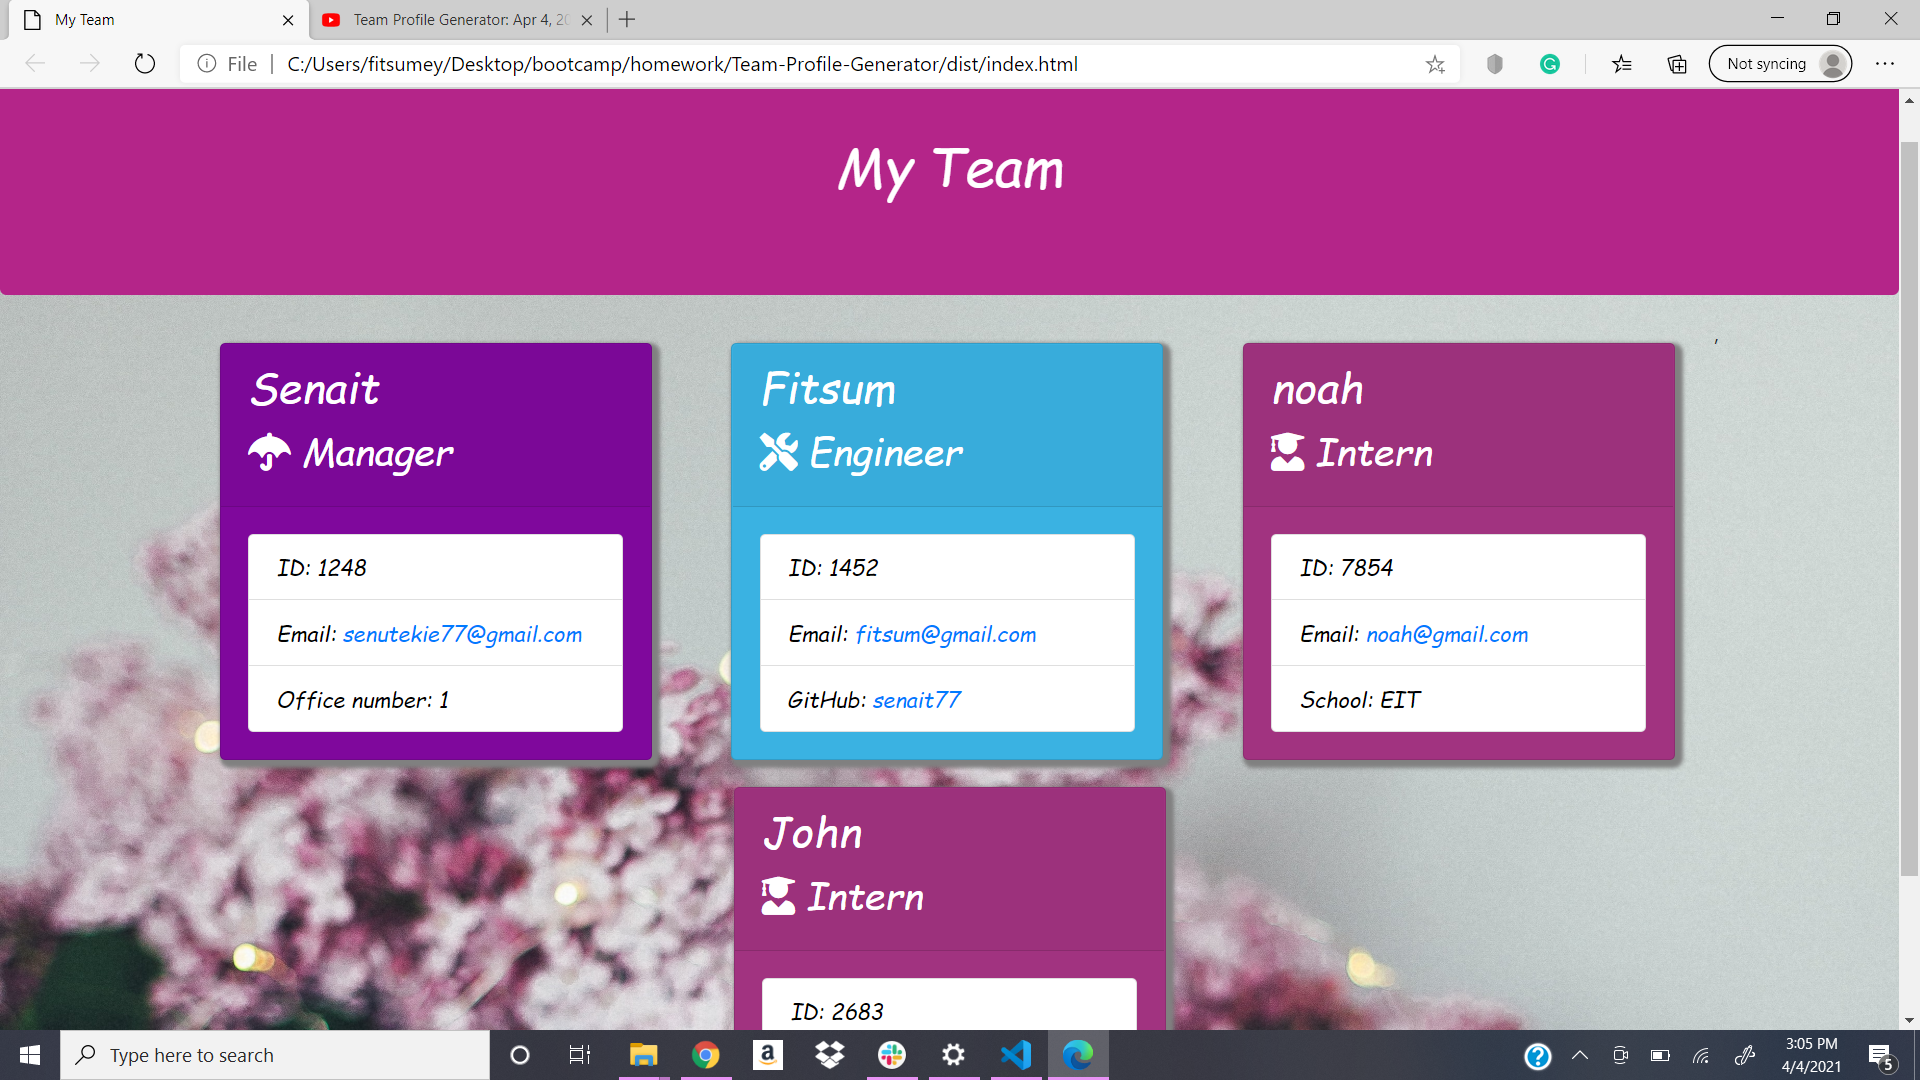 My Team
Team Profile Generator: Apr 4, 20
File
C:/Users/fitsumey/Desktop/bootcamp/homework/Team-Profile-Generator/dist/index.html
Not syncing
My Team
,
Senait
Manager
ID: 1248
Email: senutekie77@gmail.com
Office number: 1
Fitsum
Engineer
ID: 1452
Email: fitsum@gmail.com
GitHub: senait77
noah
Intern
ID: 7854
Email: noah@gmail.com
School: EIT
John
Intern
ID: 2683
Type here to search
3:05 PM
4/4/2021
5